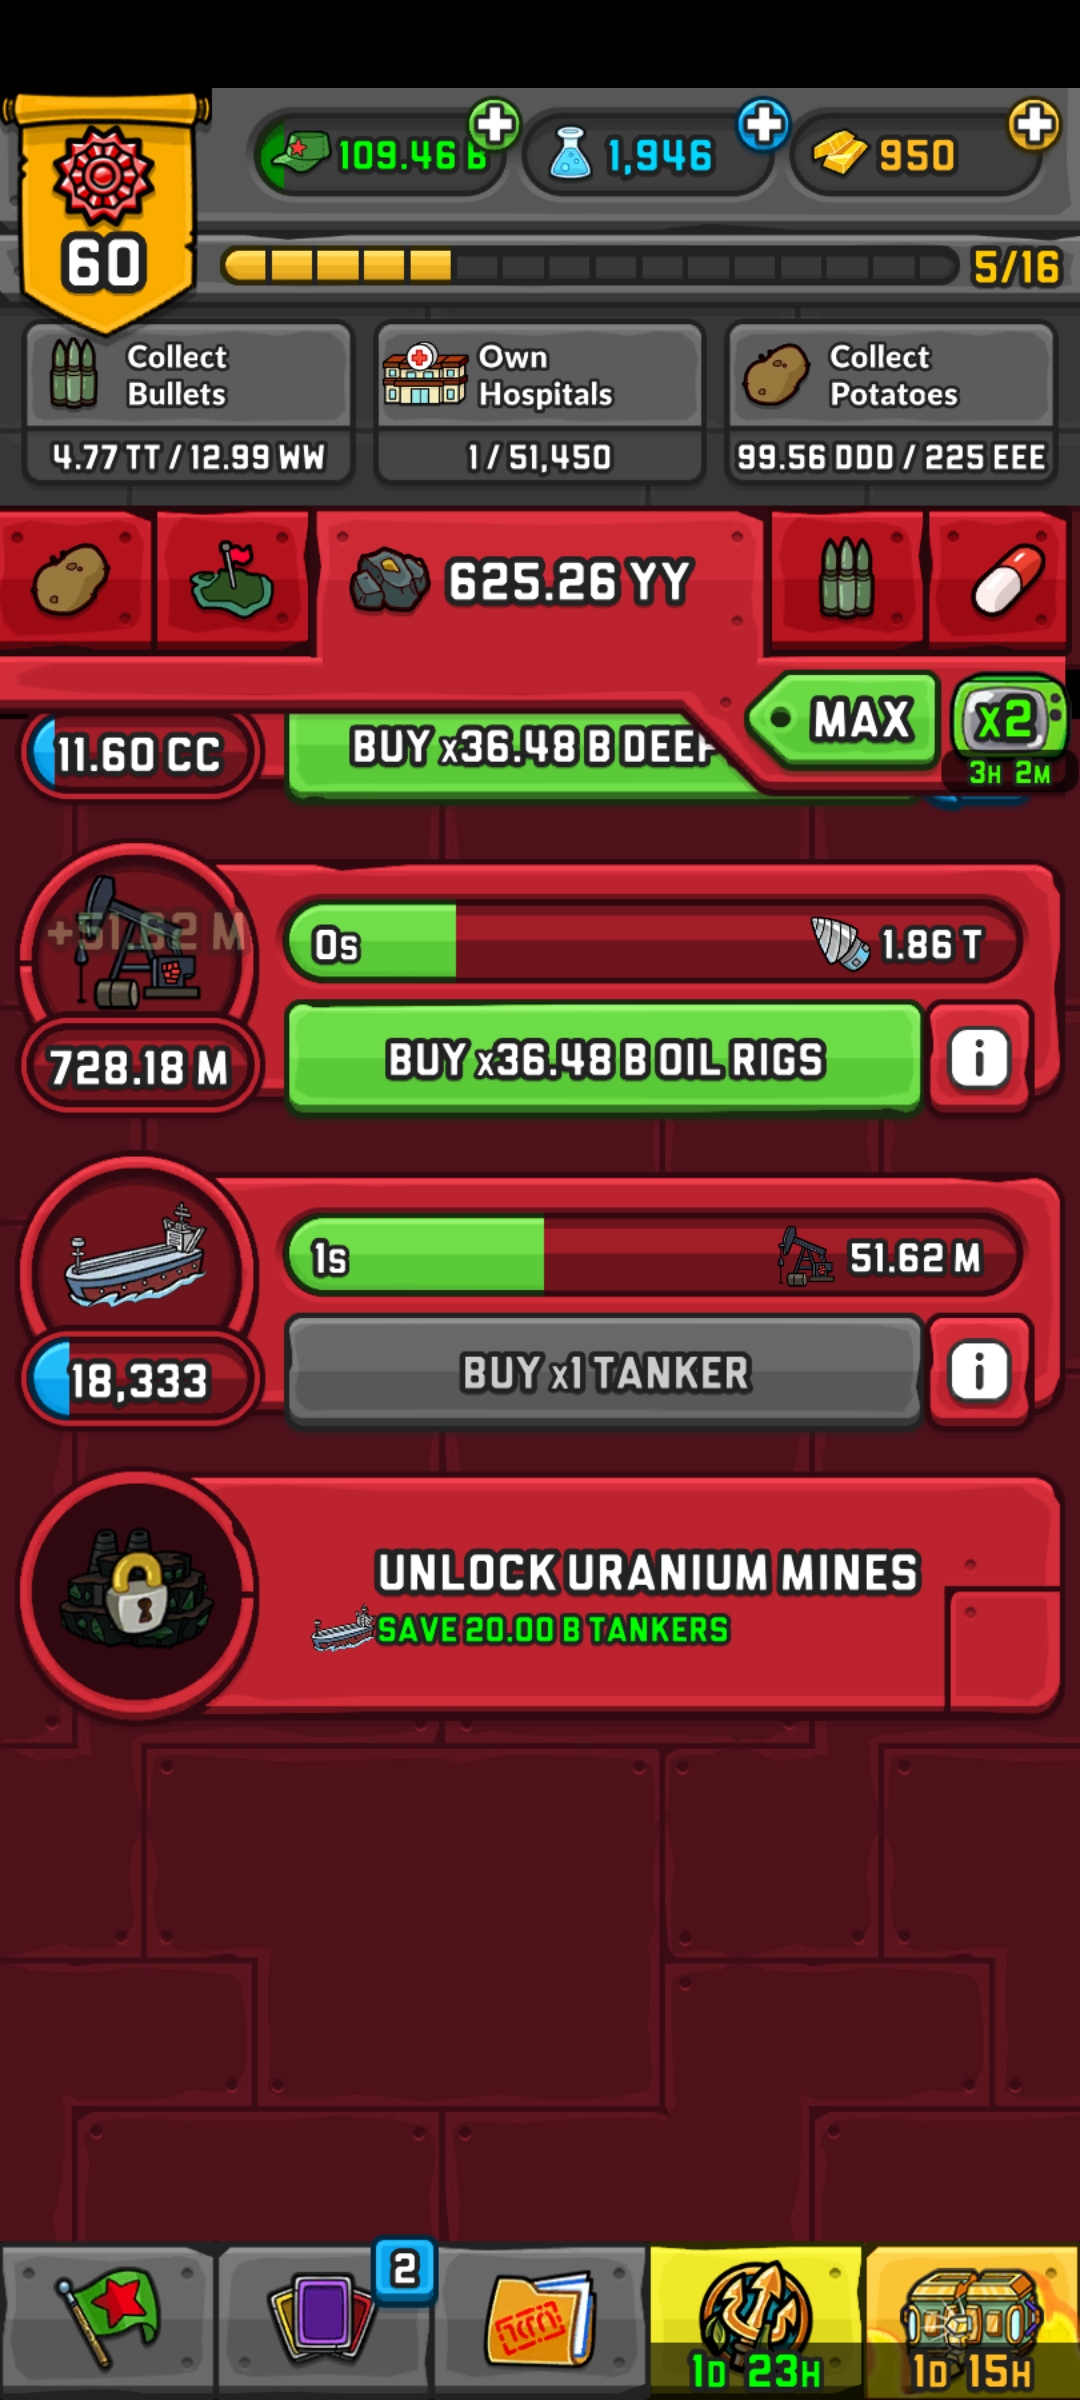 109.46 B
1,946
950
60
5/16
Collect
Bullets
4.77 TT / 12.99 WW
Own
Hospitals
1 / 51,450
Collect
Potatoes
99.56 DDD / 225 EEE
625.26 YY
MAX
x2
3H 2M
11.60 CC
BUY x36.48 B DEEP
+51.62 M
0s
1.86 T
728.18 M
BUY x36.48 B OIL RIGS
i
1s
51.62 M
18,333
BUY x1 TANKER
i
UNLOCK URANIUM MINES
SAVE 20.00 B TANKERS
2
1D 23H
1D 15H